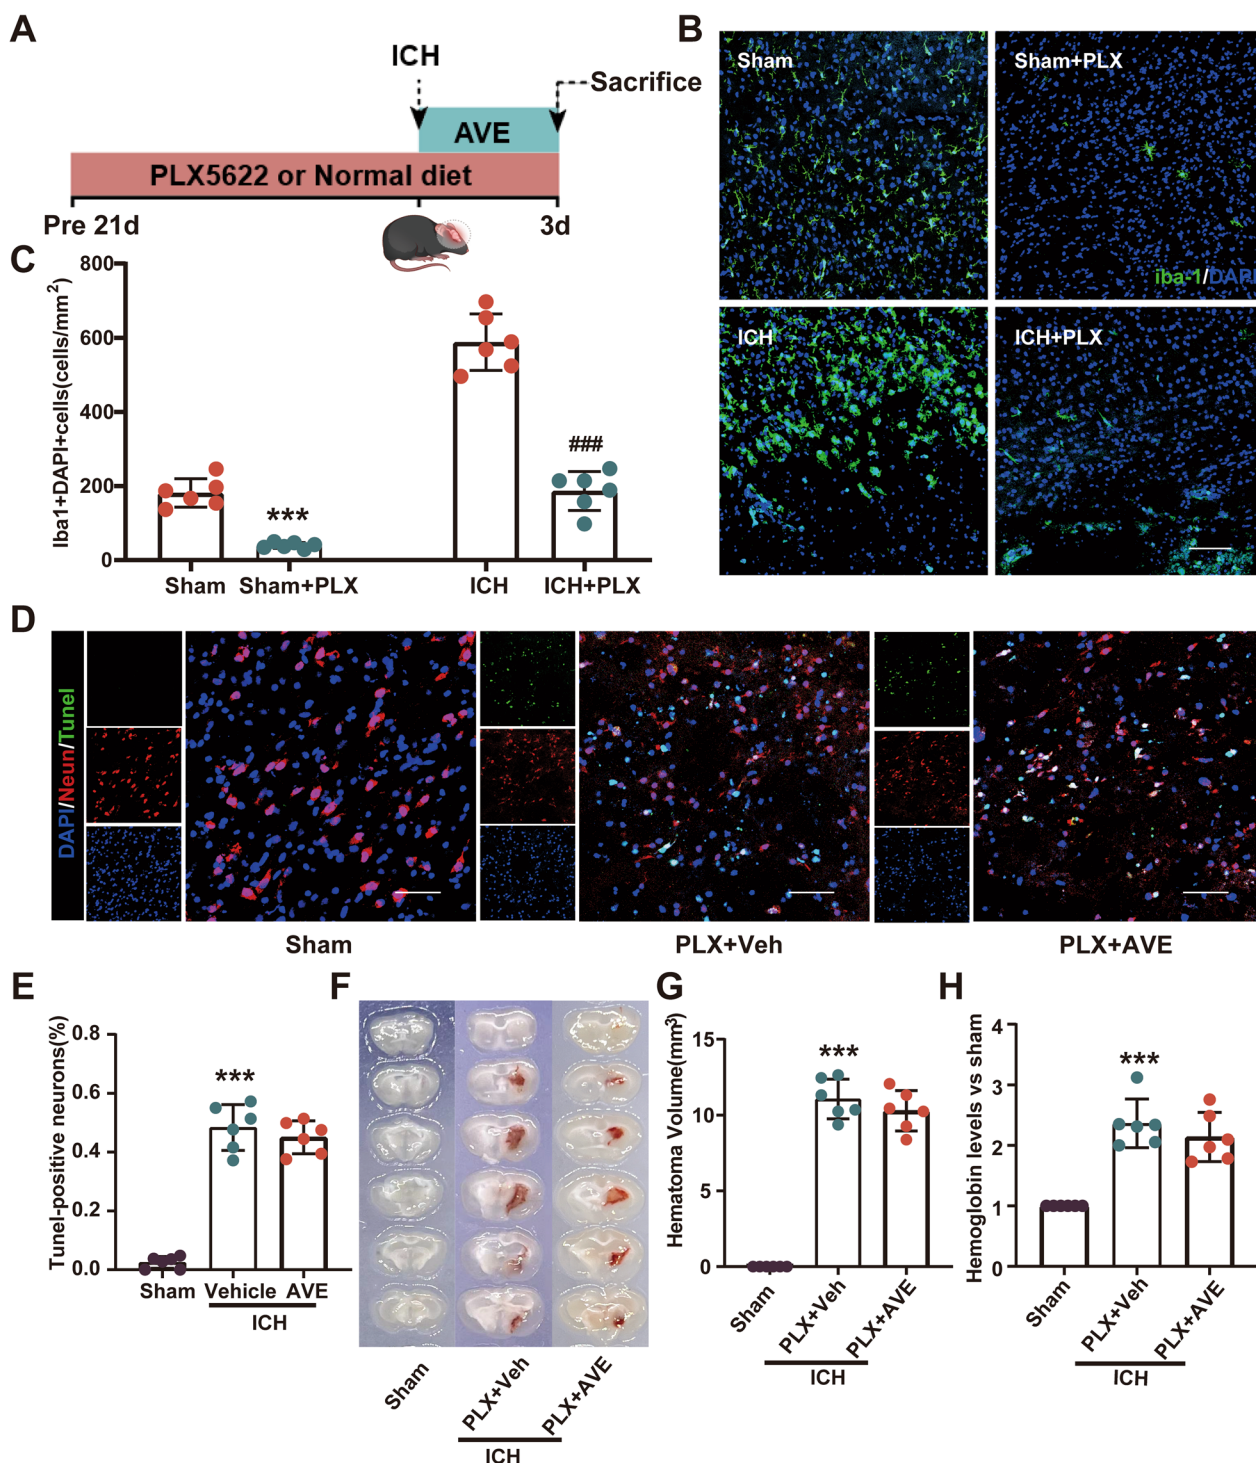 A
ICH
Sacrifice
AVE
PLX5622 or Normal diet
Pre 21d
3d
B
Sham
Sham+PLX
iba-1/DAPI
ICH
ICH+PLX
C
Iba1+DAPI+cells(cells/mm²)
800
600
400
200
0
***
###
Sham
Sham+PLX
ICH
ICH+PLX
D
DAPI/Neun/Tunel
Sham
PLX+Veh
PLX+AVE
E
Tunel-positive neurons(%)
0.8
0.6
0.4
0.2
0.0
***
Sham
Vehicle
AVE
ICH
F
Sham
PLX+Veh
PLX+AVE
ICH
G
Hematoma Volume(mm³)
15
10
5
0
***
Sham
PLX+Veh
PLX+AVE
ICH
H
Hemoglobin levels vs sham
4
3
2
1
0
***
Sham
PLX+Veh
PLX+AVE
ICH